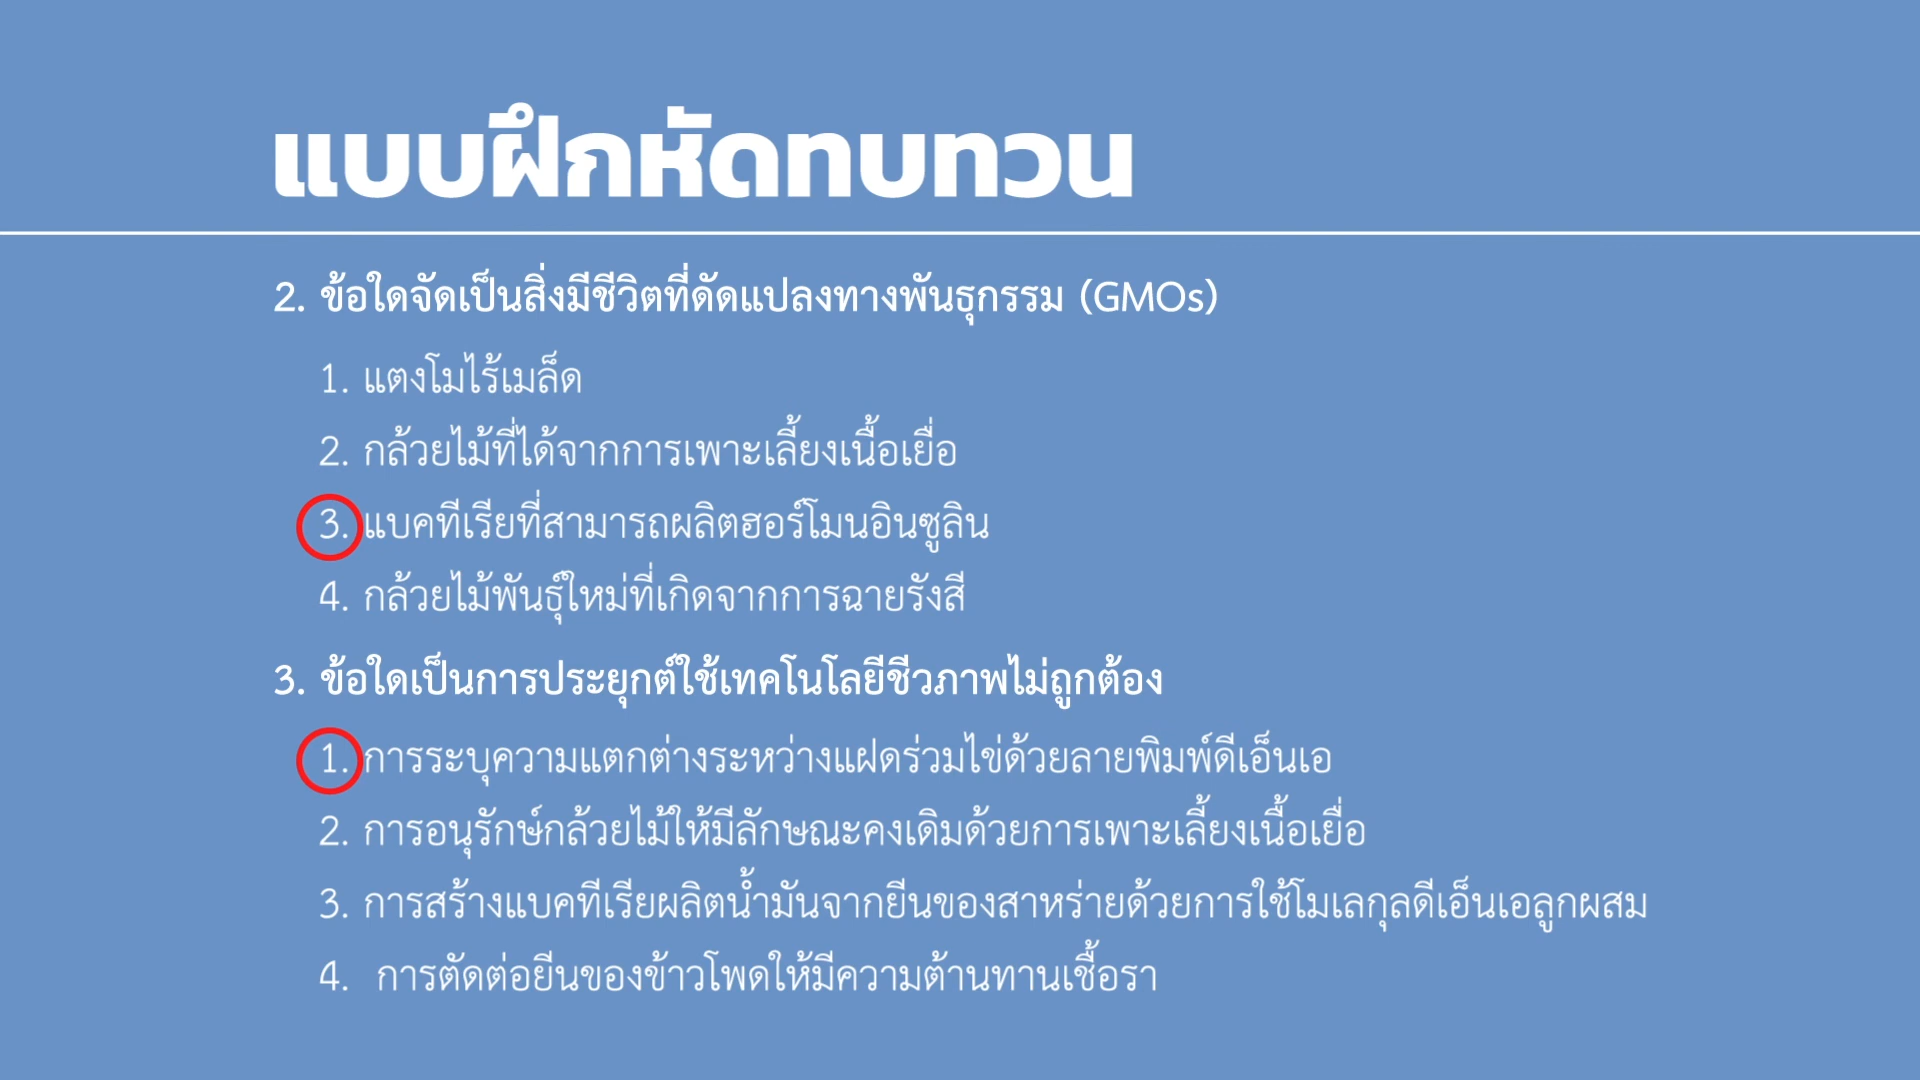 แบบฝึกหัดทบทวน
2. ข้อใดจัดเป็นสิ่งมีชีวิตที่ดัดแปลงทางพันธุกรรม (GMOs)
1. แตงโมไร้เมล็ด
2. กล้วยไม้ที่ได้จากการเพาะเลี้ยงเนื้อเยื่อ
3. แบคทีเรียที่สามารถผลิตฮอร์โมนอินซูลิน
4. กล้วยไม้พันธุ์ใหม่ที่เกิดจากการฉายรังสี
3. ข้อใดเป็นการประยุกต์ใช้เทคโนโลยีชีวภาพไม่ถูกต้อง
1. การระบุความแตกต่างระหว่างแฝดร่วมไข่ด้วยลายพิมพ์ดีเอ็นเอ
2. การอนุรักษ์กล้วยไม้ให้มีลักษณะคงเดิมด้วยการเพาะเลี้ยงเนื้อเยื่อ
3. การสร้างแบคทีเรียผลิตน้ำมันจากยีนของสาหร่ายด้วยการใช้โมเลกุลดีเอ็นเอลูกผสม
4. การตัดต่อยีนของข้าวโพดให้มีความต้านทานเชื้อรา